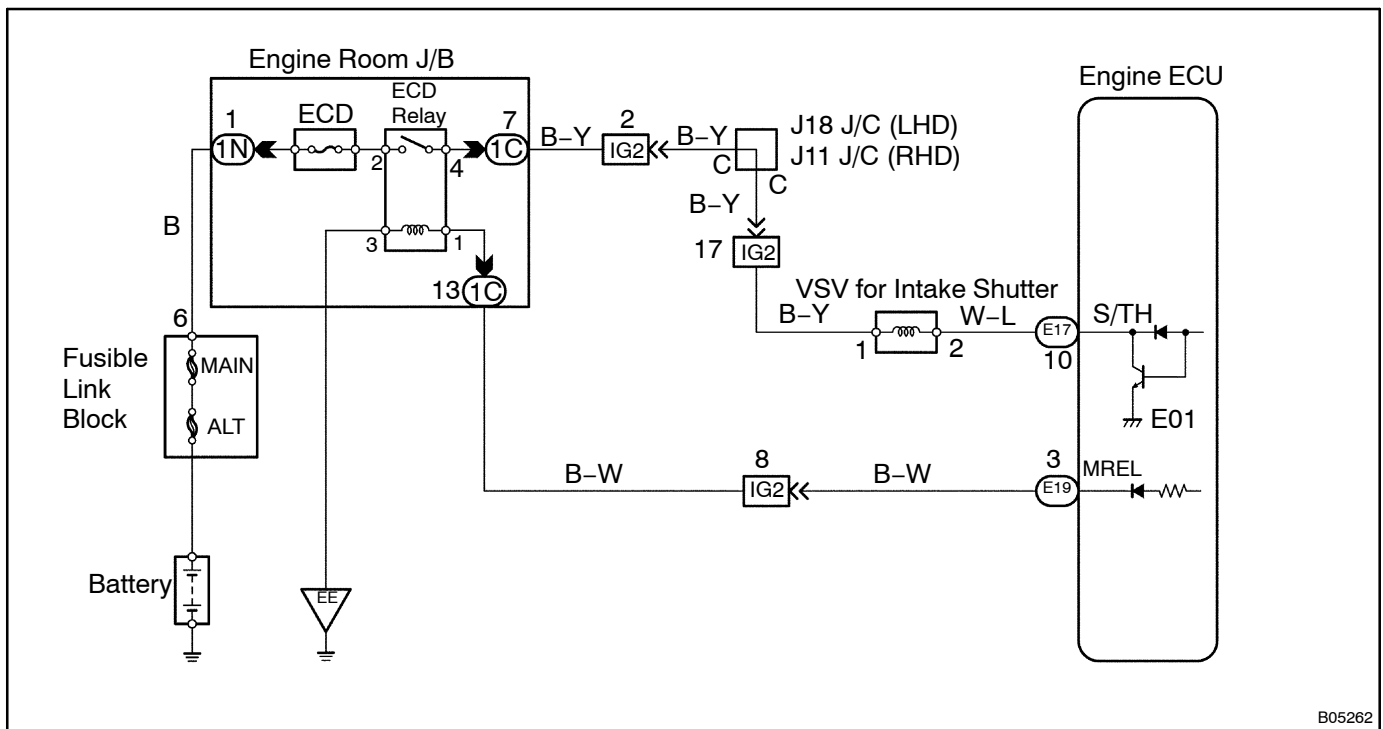 Engine Room J/B
Engine ECU
ECD
ECD
Relay
1
1N
2
4
7
1C
B–Y
2
IG2
B–Y
C
C
J18 J/C (LHD)
J11 J/C (RHD)
B–Y
17
IG2
B
3
1
13
1C
VSV for Intake Shutter
B–Y
1
2
W–L
E17
10
S/TH
E01
6
Fusible
Link
Block
MAIN
ALT
B–W
8
IG2
B–W
3
E19
MREL
Battery
EE
B05262